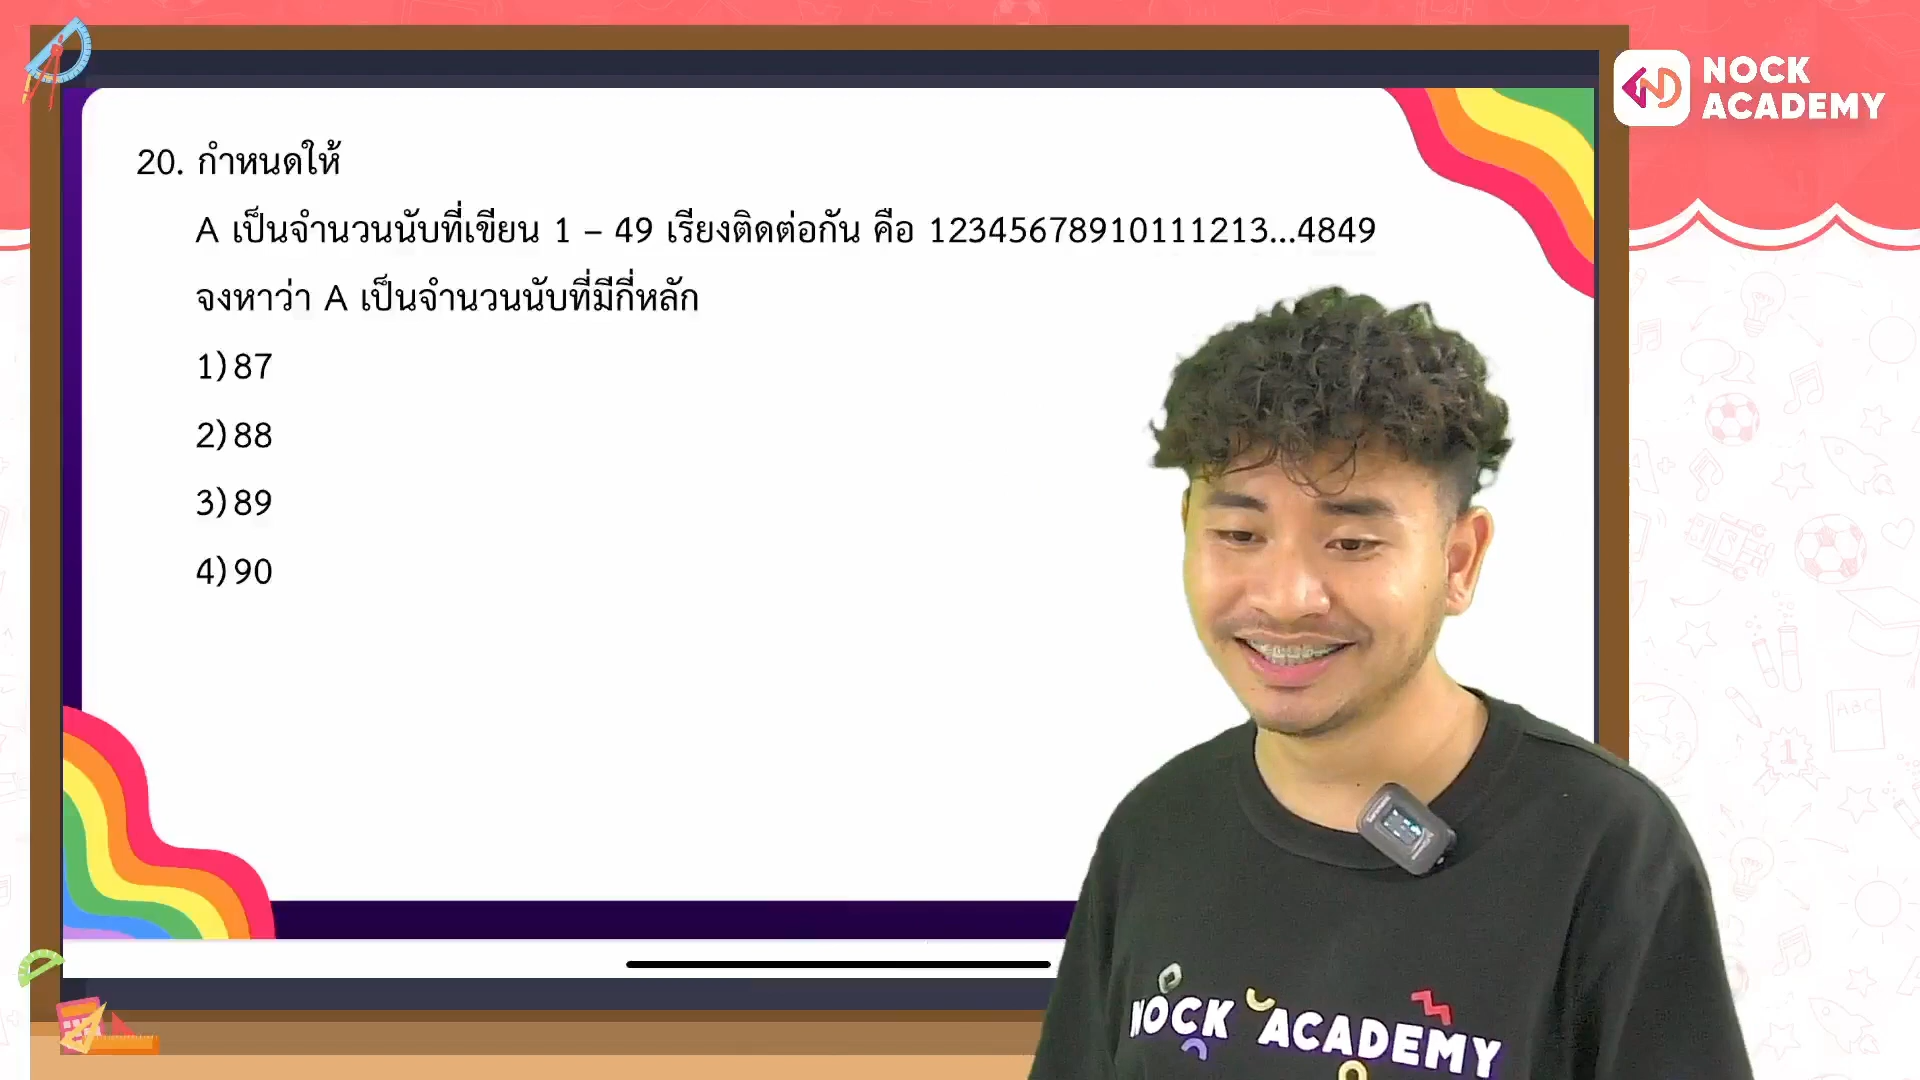 NOCK
ACADEMY
20. กำหนดให้
A เป็นจำนวนนับที่เขียน 1 – 49 เรียงติดต่อกัน คือ 12345678910111213...4849
จงหาว่า A เป็นจำนวนนับที่มีกี่หลัก
1) 87
2) 88
3) 89
4) 90
NOCK ACADEMY